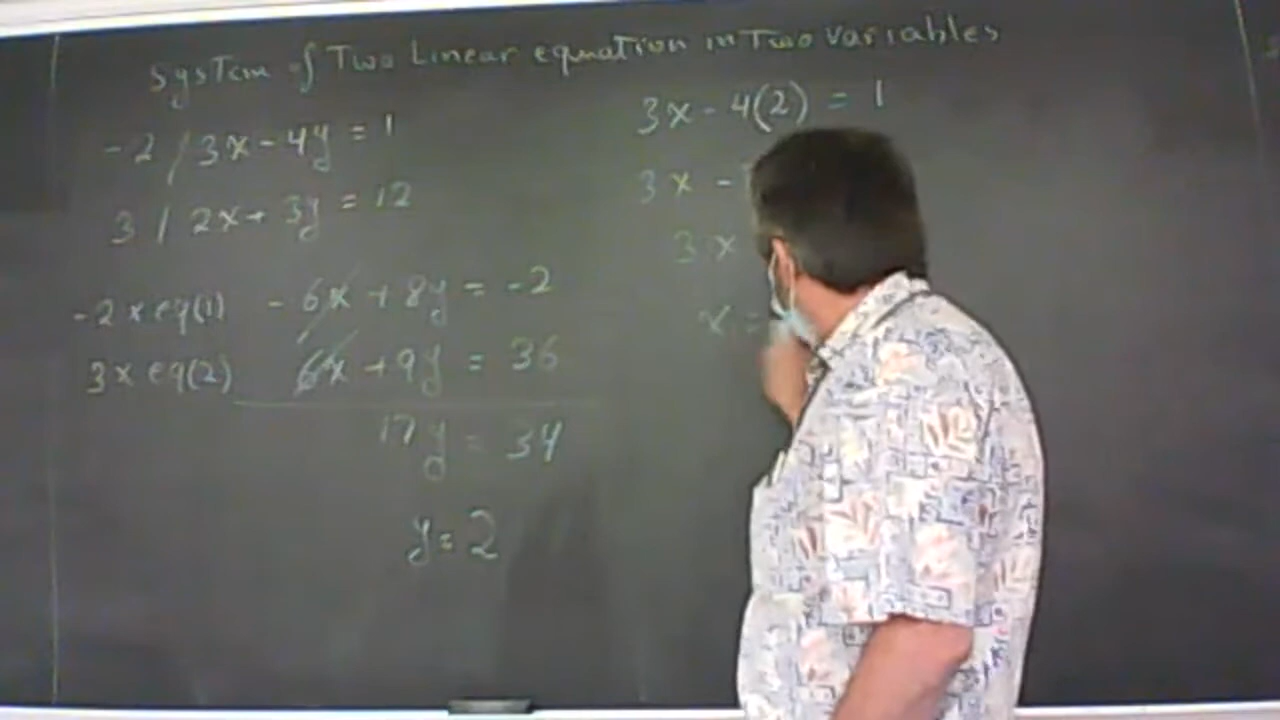 System of Two Linear equation in Two variables
-2 / 3x - 4y = 1
3 / 2x + 3y = 12
-2 x eq(1) - 6x + 8y = -2
3 x eq(2) 6x + 9y = 36
17y = 34
y = 2
3x - 4(2) = 1
3x -
3x
x =